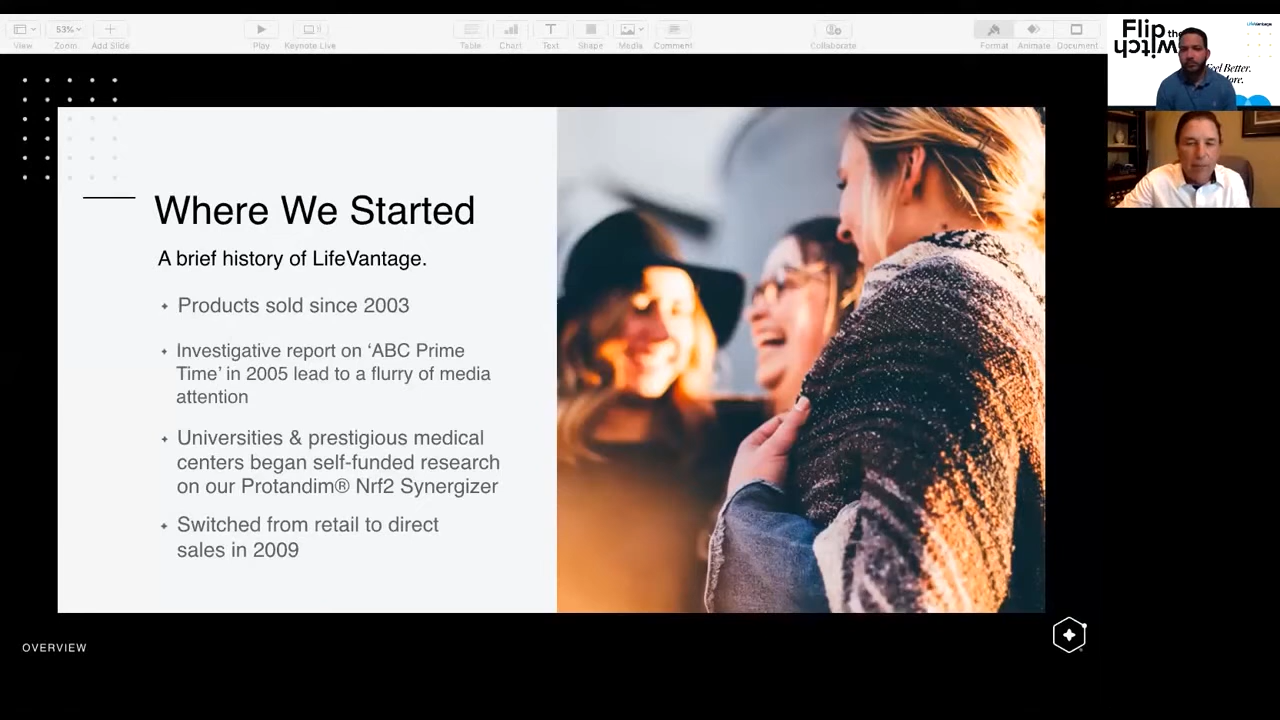 View
53%
Zoom
Add Slide
Play
Keynote Live
Table
Chart
Text
Shape
Media
Comment
Collaborate
Format
Animate
Document
Flip the
witch
LifeVantage
Feel Better.
More.
Where We Started
A brief history of LifeVantage.
Products sold since 2003
Investigative report on ‘ABC Prime
Time’ in 2005 lead to a flurry of media
attention
Universities & prestigious medical
centers began self-funded research
on our Protandim® Nrf2 Synergizer
Switched from retail to direct
sales in 2009
OVERVIEW